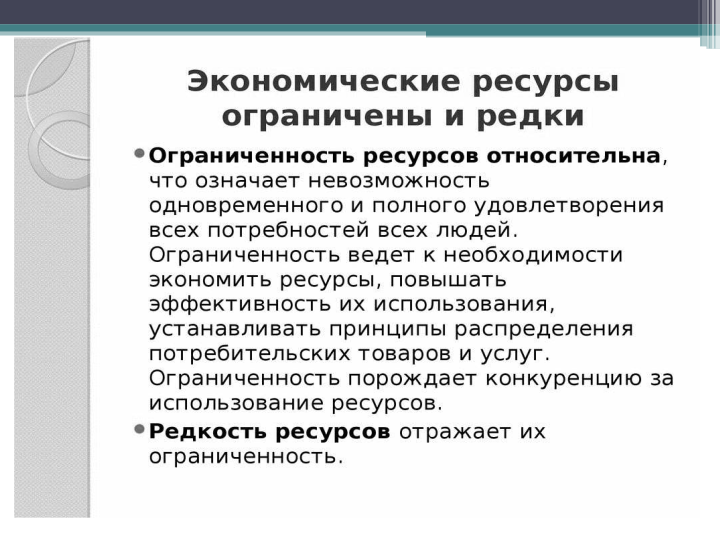 Экономические ресурсы
ограничены и редки
Ограниченность ресурсов относительна,
что означает невозможность
одновременного и полного удовлетворения
всех потребностей всех людей.
Ограниченность ведет к необходимости
экономить ресурсы, повышать
эффективность их использования,
устанавливать принципы распределения
потребительских товаров и услуг.
Ограниченность порождает конкуренцию за
использование ресурсов.
Редкость ресурсов отражает их
ограниченность.